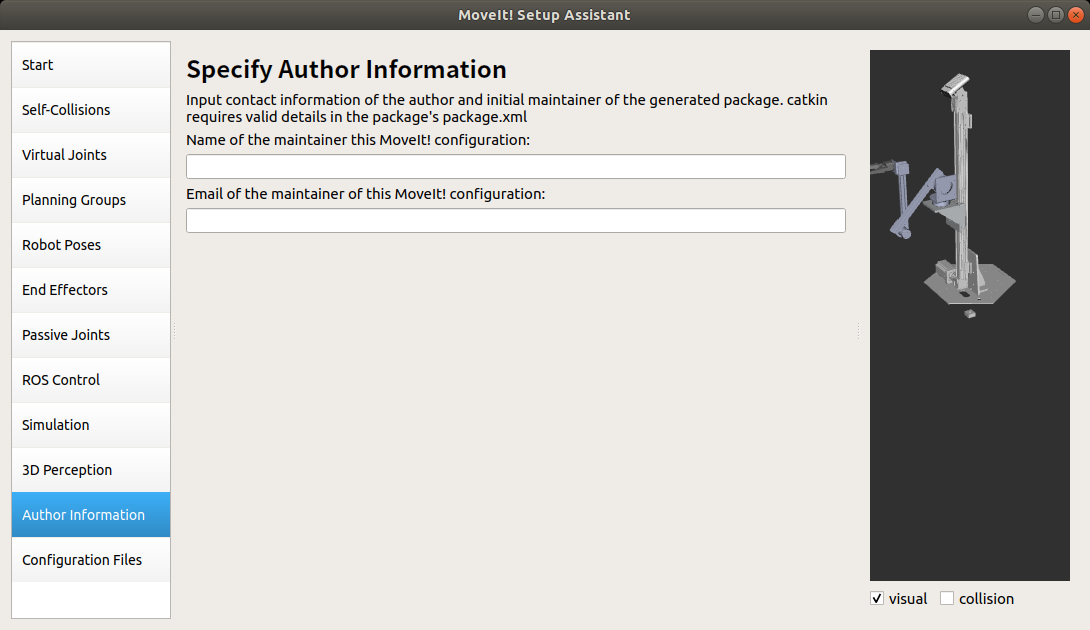 MoveIt! Setup Assistant
Start
Self-Collisions
Virtual Joints
Planning Groups
Robot Poses
End Effectors
Passive Joints
ROS Control
Simulation
3D Perception
Author Information
Configuration Files
Specify Author Information
Input contact information of the author and initial maintainer of the generated package. catkin
requires valid details in the package's package.xml
Name of the maintainer this MoveIt! configuration:
Email of the maintainer of this MoveIt! configuration:
visual
collision